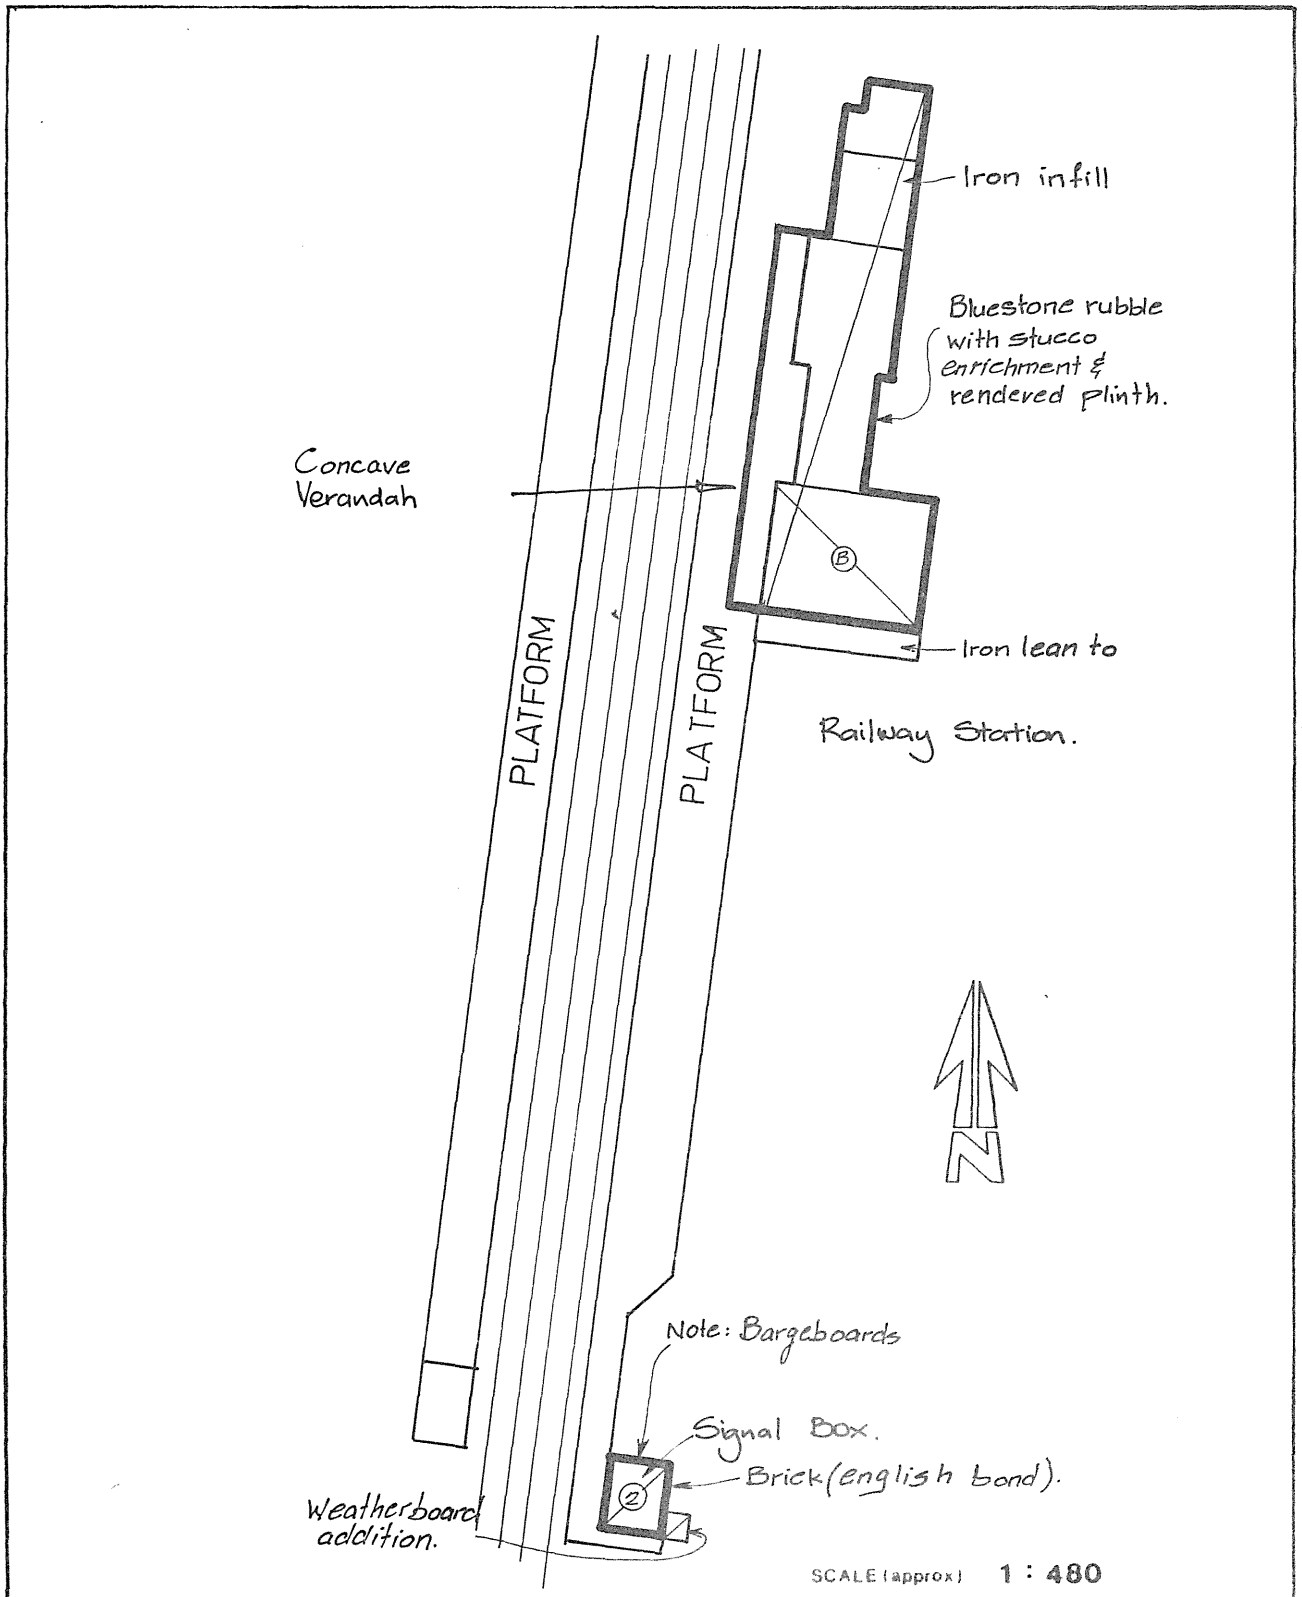 Iron infill
Bluestone rubble
with stucco
enrichment &
rendered plinth.
Concave
Verandah
B
PLATFORM
PLATFORM
Iron lean to
Railway Station.
N
Note: Bargeboards
Signal Box.
Brick (english bond).
2
Weatherboard
addition.
SCALE (approx) 1 : 480